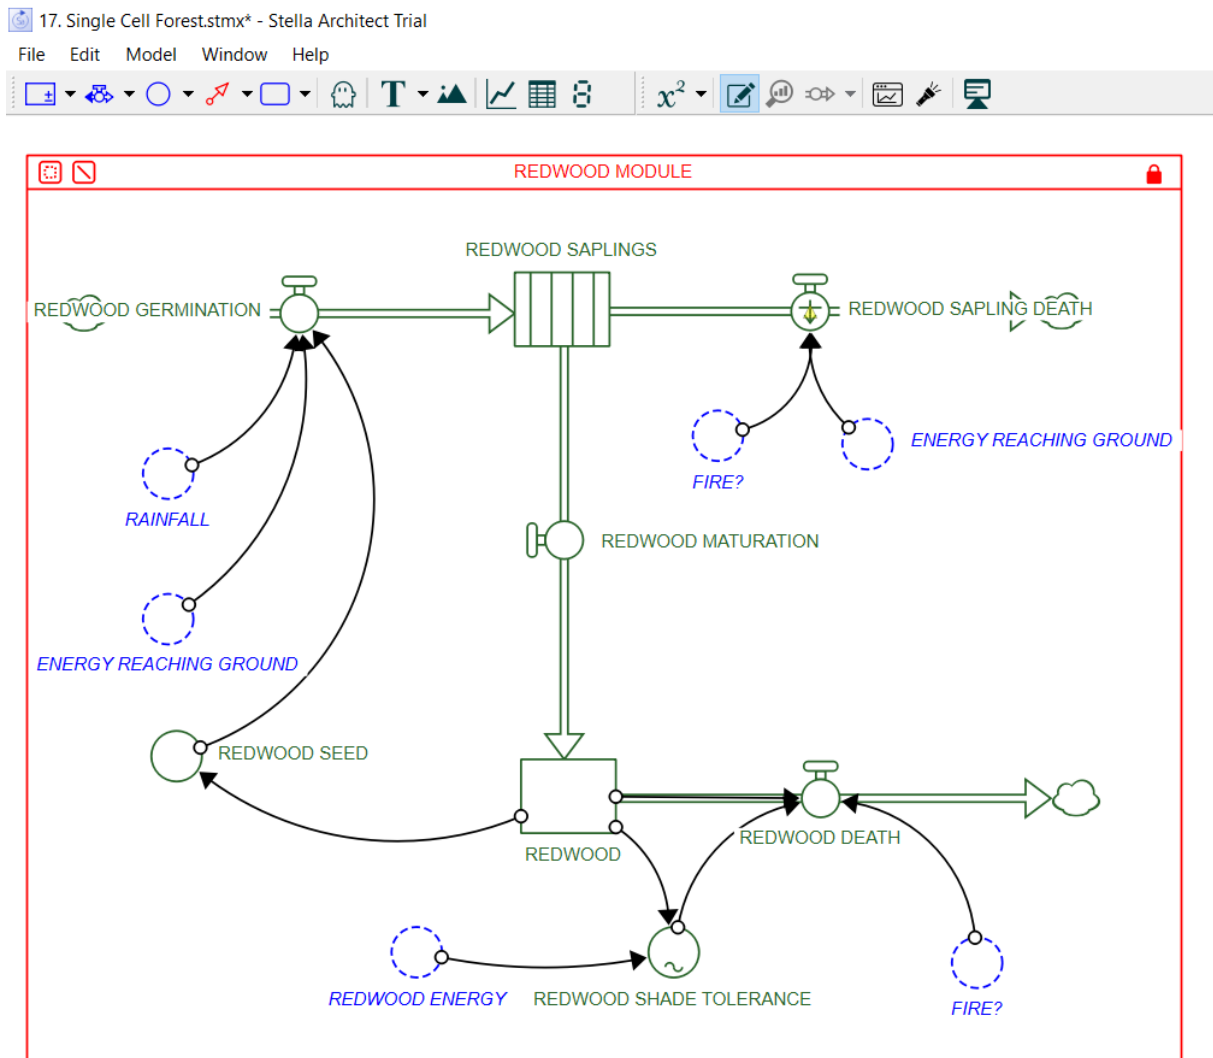 17. Single Cell Forest.stmx* - Stella Architect Trial
File Edit Model Window Help
T x²
REDWOOD MODULE
REDWOOD SAPLINGS
REDWOOD GERMINATION
REDWOOD SAPLING DEATH
ENERGY REACHING GROUND
FIRE?
RAINFALL
REDWOOD MATURATION
ENERGY REACHING GROUND
REDWOOD SEED
REDWOOD DEATH
REDWOOD
REDWOOD ENERGY
REDWOOD SHADE TOLERANCE
FIRE?